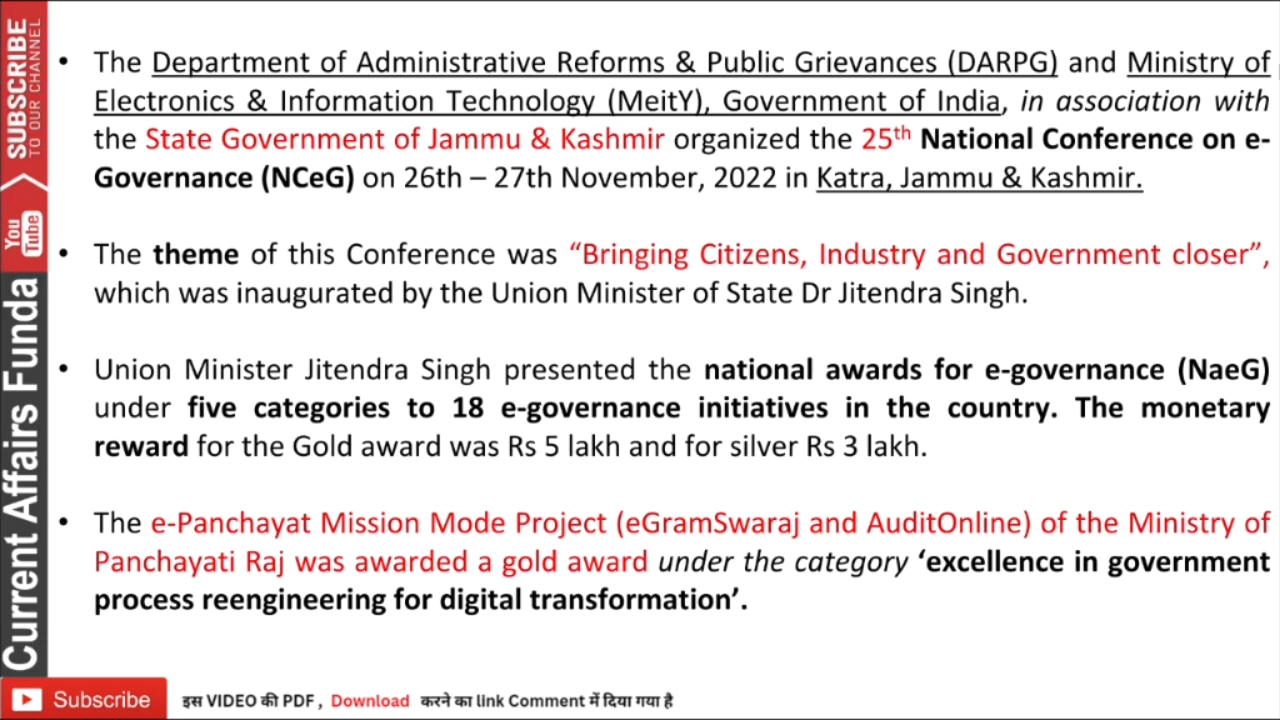 • The Department of Administrative Reforms & Public Grievances (DARPG) and Ministry of
Electronics & Information Technology (MeitY), Government of India, in association with
the State Government of Jammu & Kashmir organized the 25th National Conference on e-
Governance (NCeG) on 26th – 27th November, 2022 in Katra, Jammu & Kashmir.
• The theme of this Conference was “Bringing Citizens, Industry and Government closer”,
which was inaugurated by the Union Minister of State Dr Jitendra Singh.
• Union Minister Jitendra Singh presented the national awards for e-governance (NaeG)
under five categories to 18 e-governance initiatives in the country. The monetary
reward for the Gold award was Rs 5 lakh and for silver Rs 3 lakh.
• The e-Panchayat Mission Mode Project (eGramSwaraj and AuditOnline) of the Ministry of
Panchayati Raj was awarded a gold award under the category ‘excellence in government
process reengineering for digital transformation’.
SUBSCRIBE
TO OUR CHANNEL
You
Tube
Current Affairs Funda
Subscribe
इस VIDEO की PDF , Download करने का link Comment में दिया गया है